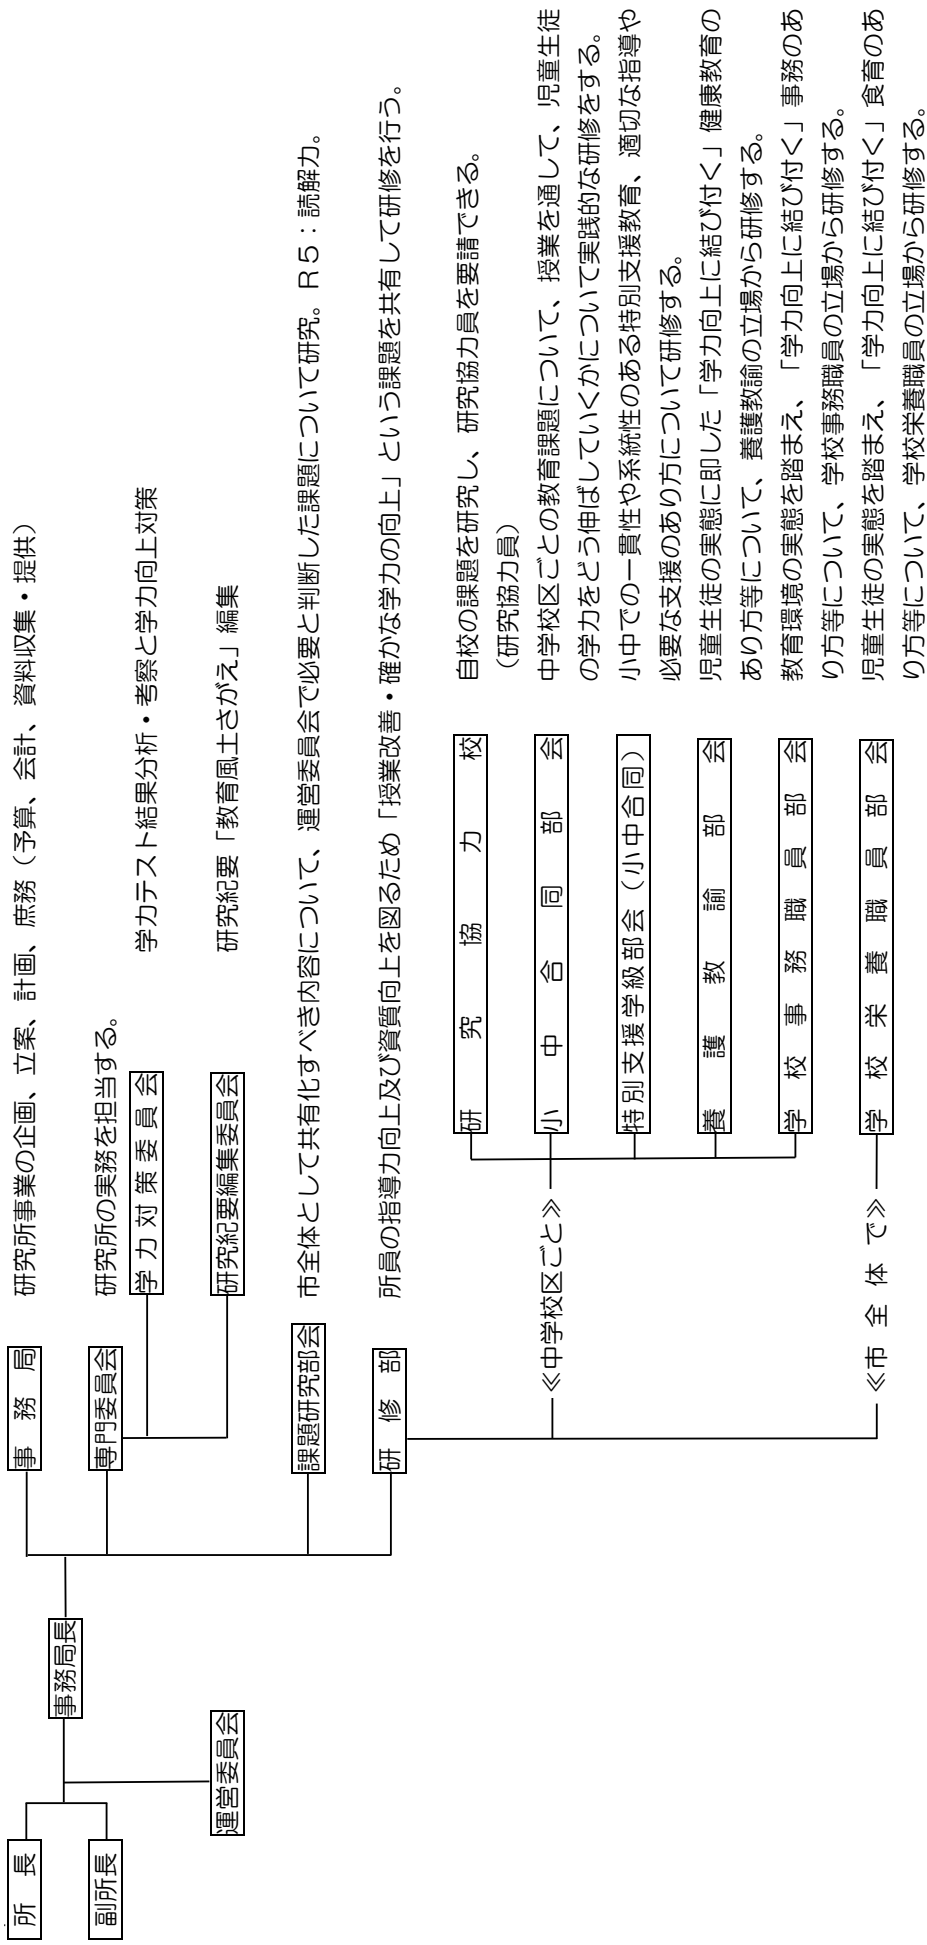 所　長
副所長
運営委員会
事務局長
事　務　局
研究所事業の企画、立案、計画、庶務（予算、会計、資料収集・提供）
専門委員会
研究所の実務を担当する。
学力対策委員会
学力テスト結果分析・考察と学力向上対策
研究紀要編集委員会
研究紀要「教育風土さがえ」編集
課題研究部会
市全体として共有化すべき内容について、運営委員会で必要と判断した課題について研究。Ｒ５：読解力。
研　修　部
所員の指導力向上及び資質向上を図るため「授業改善・確かな学力の向上」という課題を共有して研修を行う。
≪中学校区ごと≫
研究協力校
自校の課題を研究し、研究協力員を要請できる。
（研究協力員）
小中合同部会
中学校区ごとの教育課題について、授業を通して、児童生徒
の学力をどう伸ばしていくかについて実践的な研修をする。
特別支援学級部会（小中合同）
小中での一貫性や系統性のある特別支援教育、適切な指導や
必要な支援のあり方について研修する。
養護教諭部会
児童生徒の実態に即した「学力向上に結び付く」健康教育の
あり方等について、養護教諭の立場から研修する。
学校事務職員部会
教育環境の実態を踏まえ、「学力向上に結び付く」事務のあ
り方等について、学校事務職員の立場から研修する。
≪市　全　体　で≫
学校栄養職員部会
児童生徒の実態を踏まえ、「学力向上に結び付く」食育のあ
り方等について、学校栄養職員の立場から研修する。